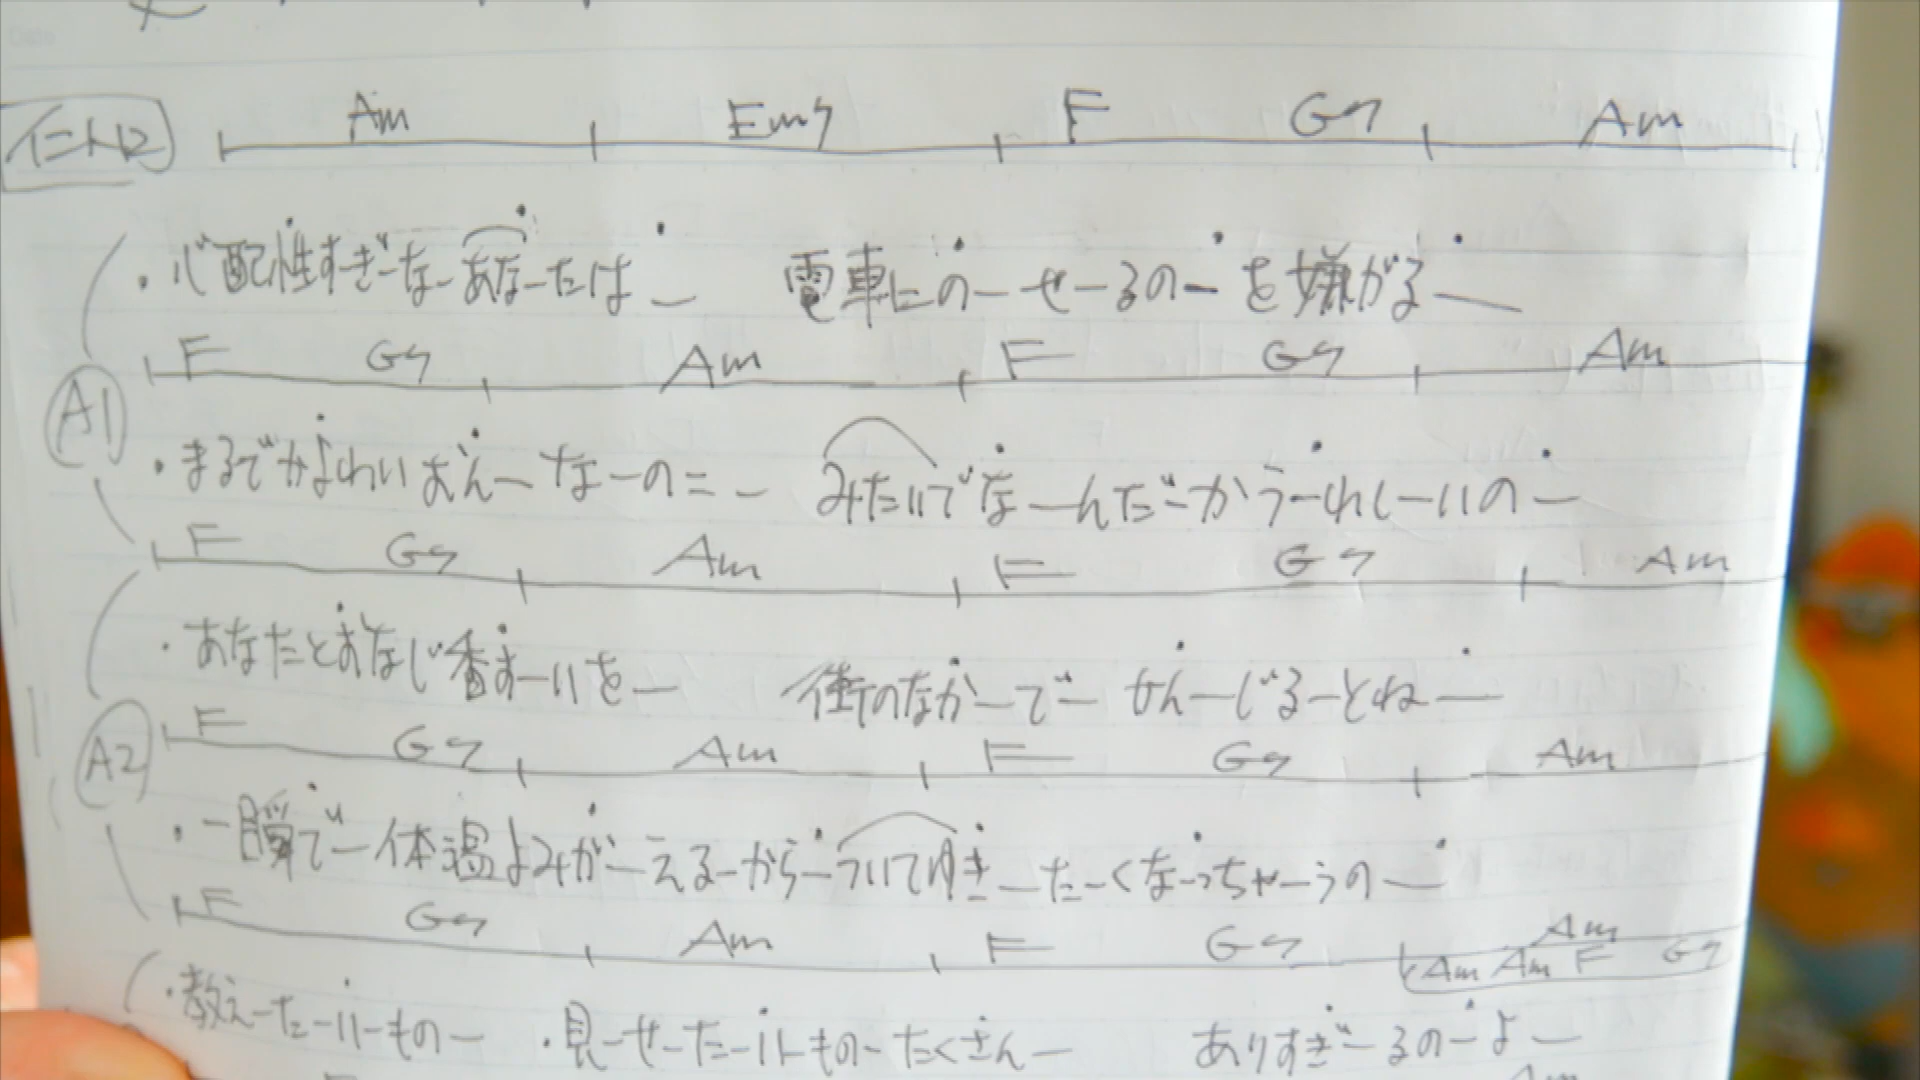 イントロ Am Em7 F G7 Am
・心配性すぎーなーあなーたはー 電車にのーせーるのーを嫌がるー
F G7 Am F G7 Am
A1
・まるでかよわいおんーなーのにー みたいでなーんだーかうーれしーいのー
F G7 Am F G7 Am
・あなたとおなじ番おーいをー 街のなかーでーかんーじるーとねー
A2
F G7 Am F G7 Am
・一瞬でー体温よみがーえるーからーついてゆきーたーくなーっちゃーうのー
F G7 Am F G7 Am
Am Am F G7
・教えーたーいーものー ・見ーせーたーいーものーたくさんー ありすぎーるのーよー
Am